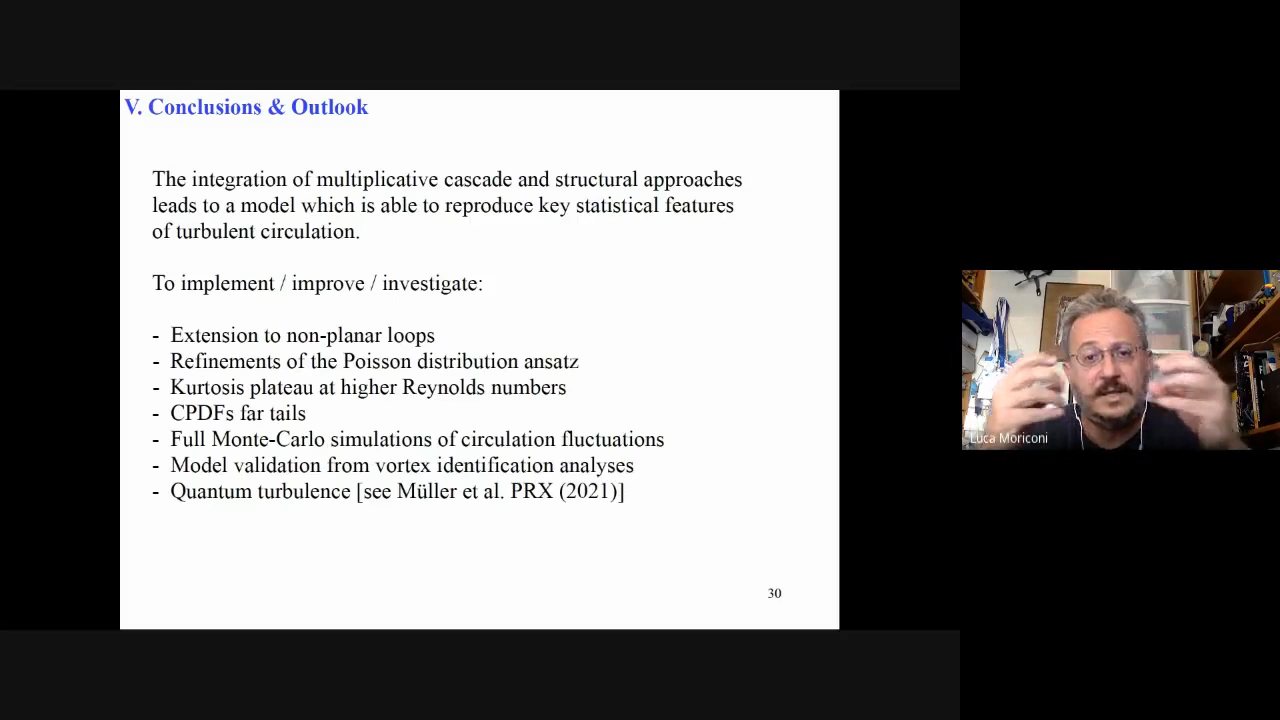 V. Conclusions & Outlook
The integration of multiplicative cascade and structural approaches
leads to a model which is able to reproduce key statistical features
of turbulent circulation.
To implement / improve / investigate:
- Extension to non-planar loops
- Refinements of the Poisson distribution ansatz
- Kurtosis plateau at higher Reynolds numbers
- CPDFs far tails
- Full Monte-Carlo simulations of circulation fluctuations
- Model validation from vortex identification analyses
- Quantum turbulence [see Müller et al. PRX (2021)]
30
Luca Moriconi